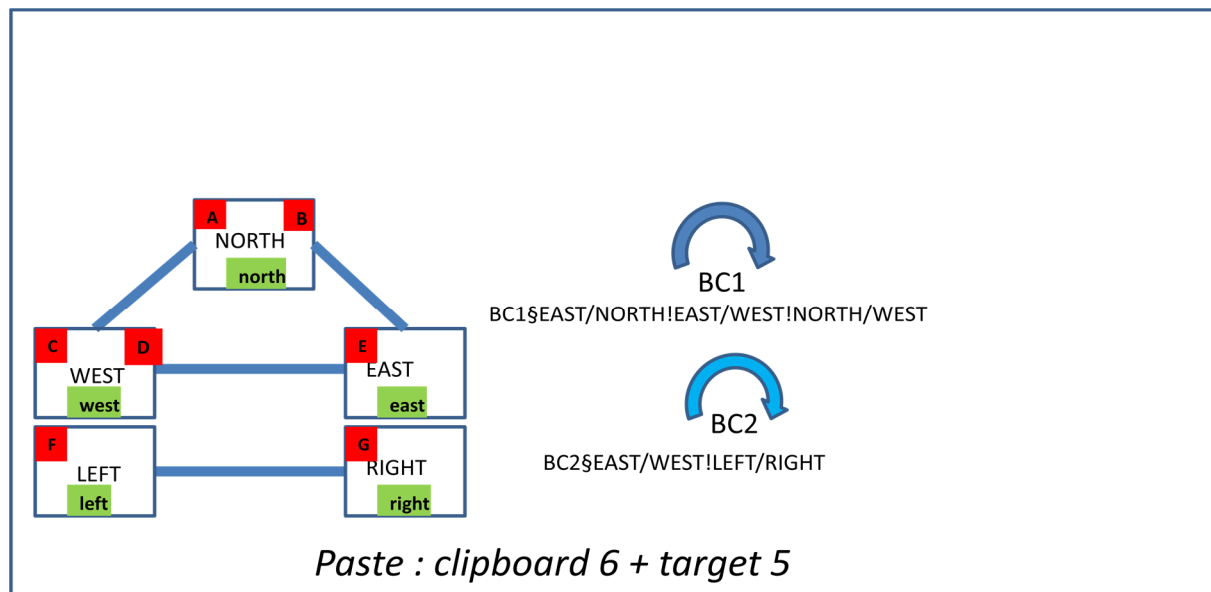 A B
NORTH
north
C D E
WEST EAST
west east
F G
LEFT RIGHT
left right
BC1
BC1§EAST/NORTH!EAST/WEST!NORTH/WEST
BC2
BC2§EAST/WEST!LEFT/RIGHT
Paste : clipboard 6 + target 5